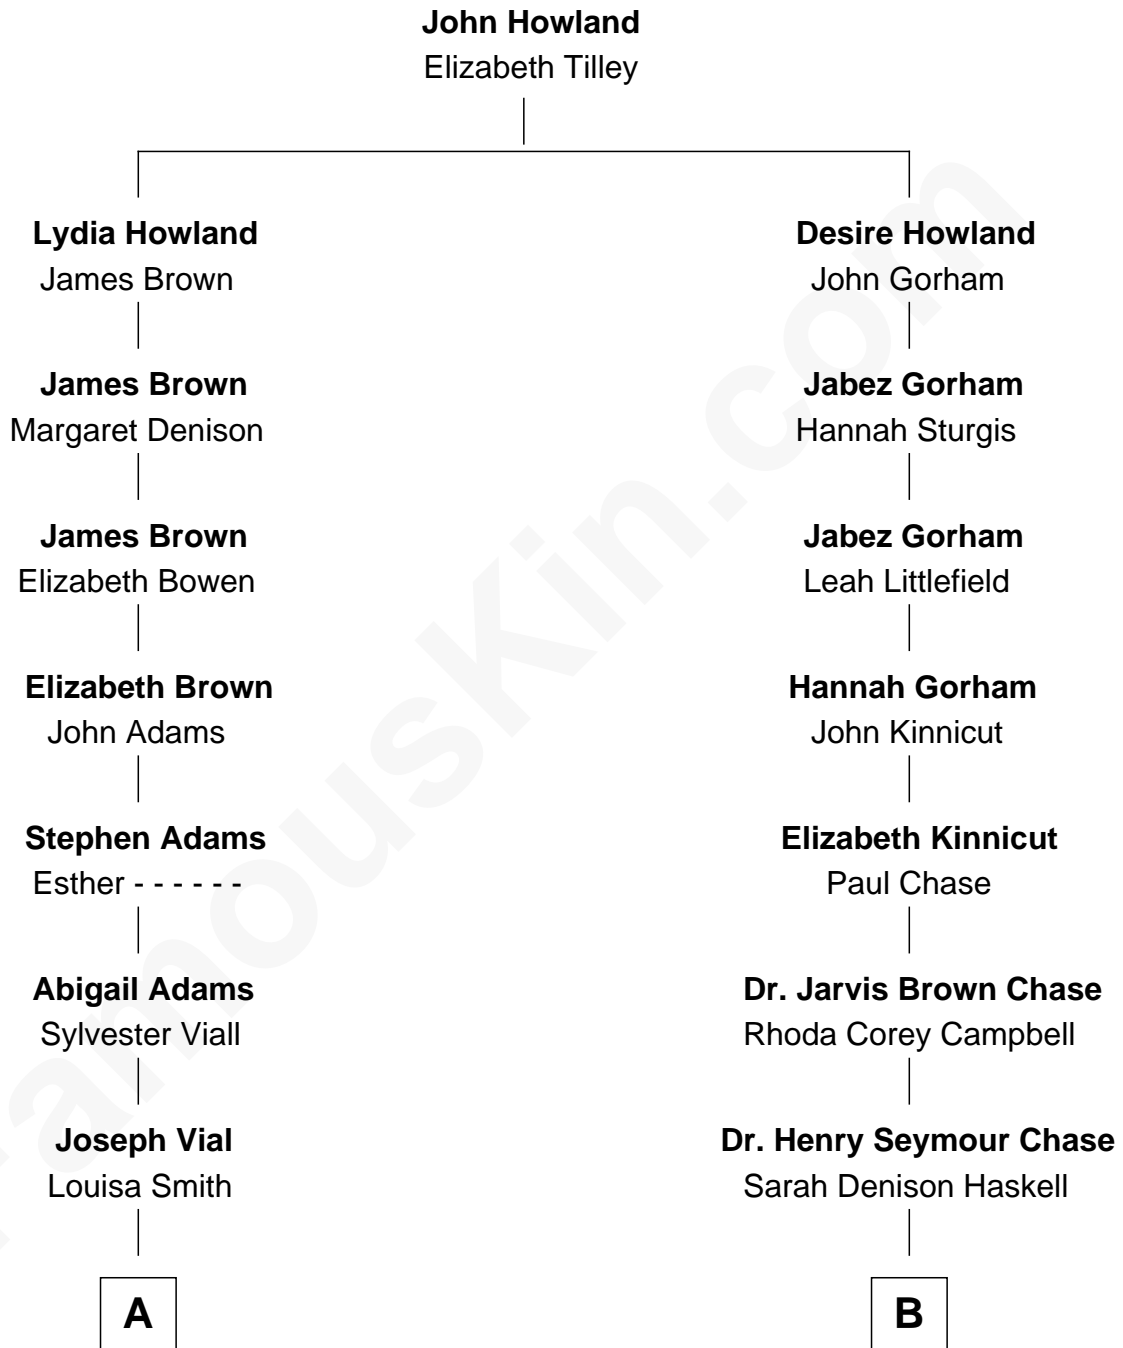 John Howland
Elizabeth Tilley
Lydia Howland
James Brown
James Brown
Margaret Denison
James Brown
Elizabeth Bowen
Elizabeth Brown
John Adams
Stephen Adams
Esther - - - - - -
Abigail Adams
Sylvester Viall
Joseph Vial
Louisa Smith
A
Desire Howland
John Gorham
Jabez Gorham
Hannah Sturgis
Jabez Gorham
Leah Littlefield
Hannah Gorham
John Kinnicut
Elizabeth Kinnicut
Paul Chase
Dr. Jarvis Brown Chase
Rhoda Corey Campbell
Dr. Henry Seymour Chase
Sarah Denison Haskell
B
FamousKin.com